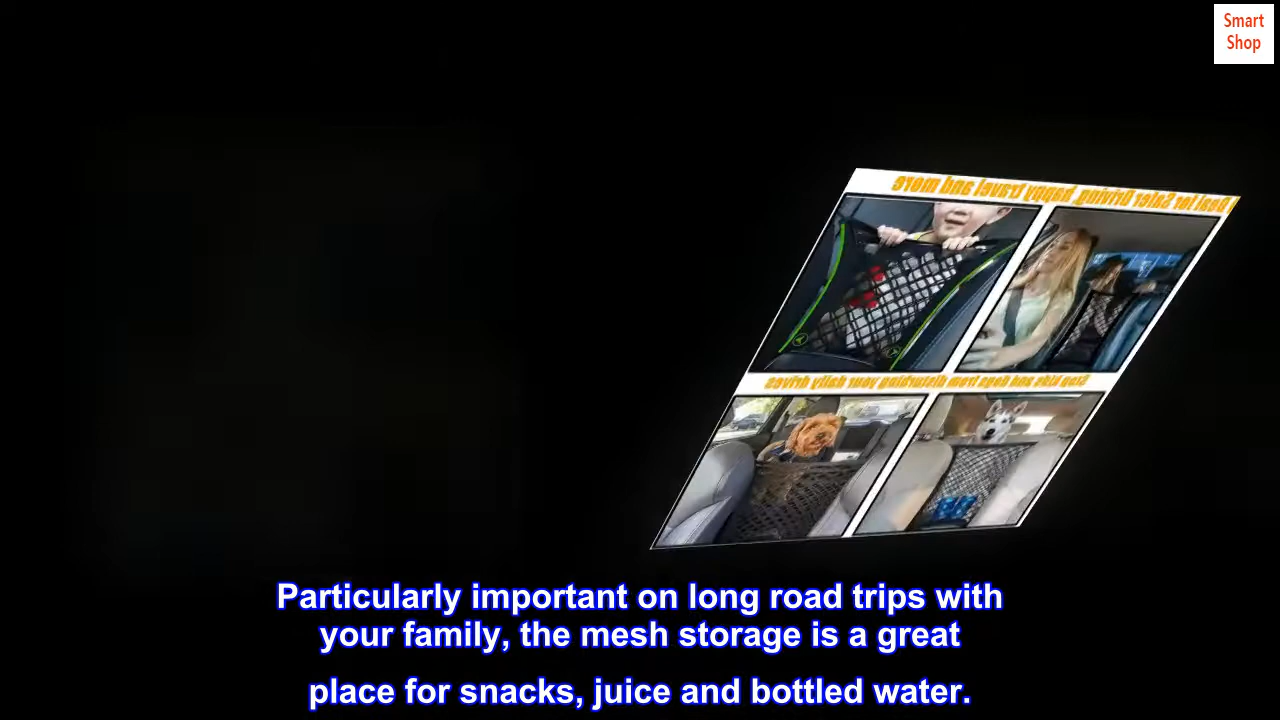 Smart
Shop
Goal for Safer Driving, happy travel and more
Stop kids and dogs from disturbing your daily drives
Particularly important on long road trips with
your family, the mesh storage is a great
place for snacks, juice and bottled water.